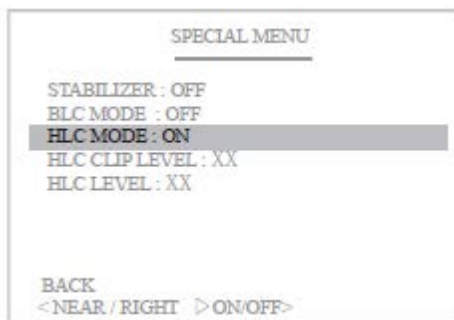 SPECIAL MENU
STABILIZER : OFF
BLC MODE : OFF
HLC MODE : ON
HLC CLIP LEVEL : XX
HLC LEVEL : XX
BACK
<NEAR / RIGHT ▷ON/OFF>